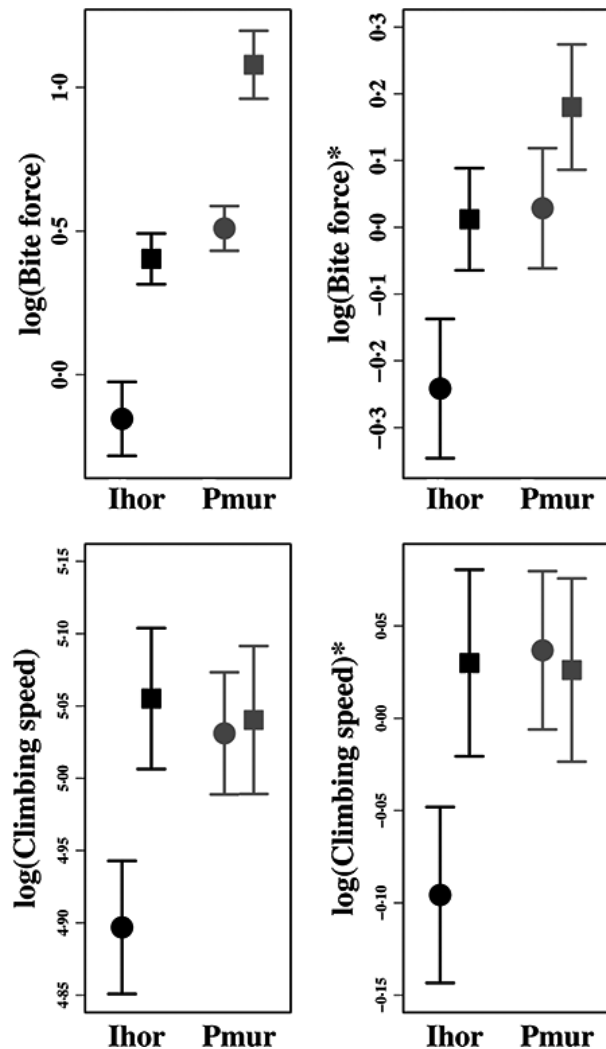 log(Bite force)
1·0
0·5
0·0
Ihor Pmur
log(Bite force)*
0·3
0·2
0·1
0·0
−0·1
−0·2
−0·3
Ihor Pmur
log(Climbing speed)
5·15
5·10
5·05
5·00
4·95
4·90
4·85
Ihor Pmur
log(Climbing speed)*
0·05
0·00
−0·05
−0·10
−0·15
Ihor Pmur